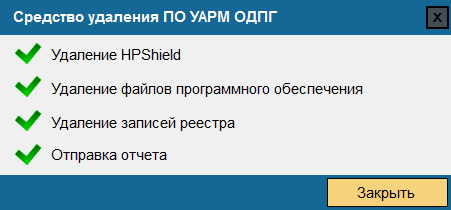 Средство удаления ПО УАРМ ОДПГ
X
Удаление HPShield
Удаление файлов программного обеспечения
Удаление записей реестра
Отправка отчета
Закрыть